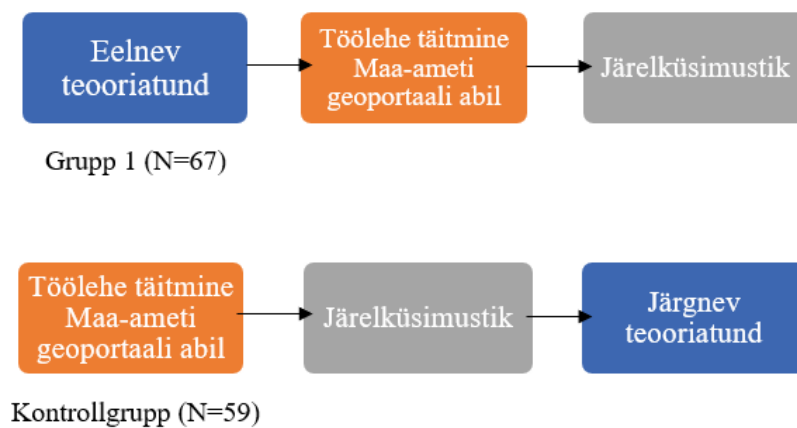 Eelnev
teooriatund
Töölehe täitmine
Maa-ameti
geoportaali abil
Järelküsimustik
Grupp 1 (N=67)
Töölehe täitmine
Maa-ameti
geoportaali abil
Järelküsimustik
Järgnev
teooriatund
Kontrollgrupp (N=59)